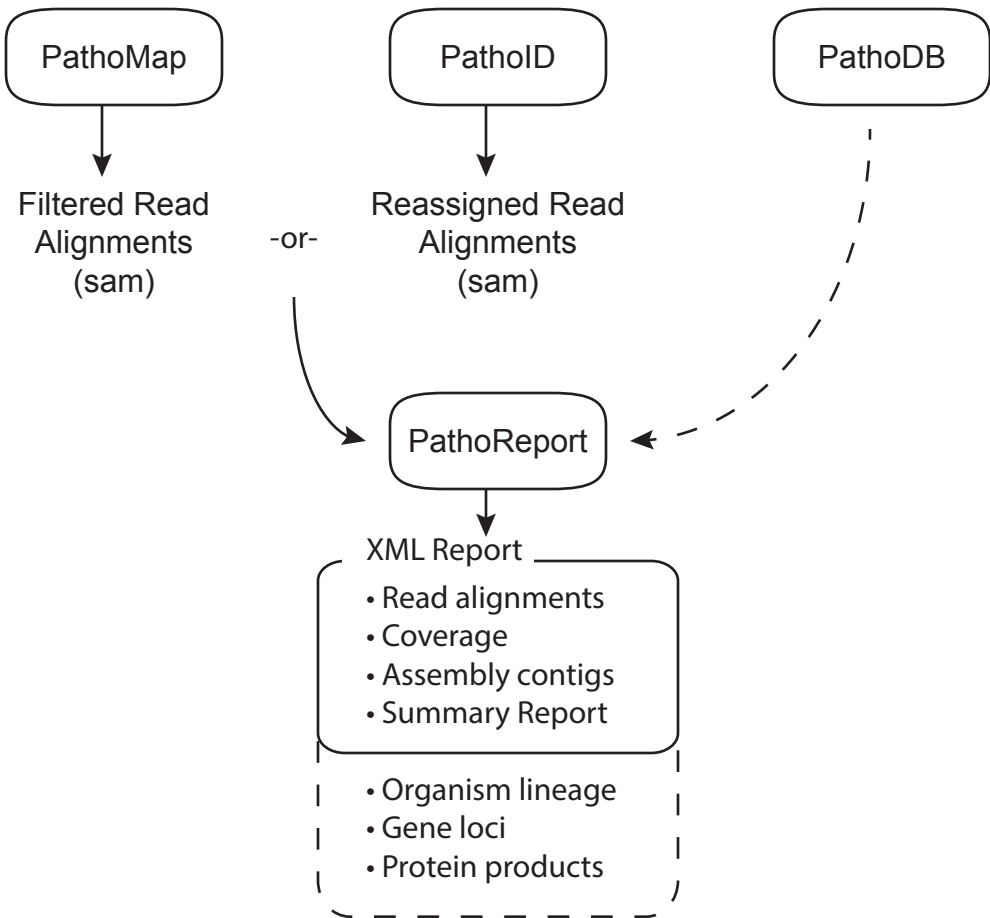 PathoMap
PathoID
PathoDB
Filtered Read
Alignments
(sam)
-or-
Reassigned Read
Alignments
(sam)
PathoReport
XML Report
• Read alignments
• Coverage
• Assembly contigs
• Summary Report
• Organism lineage
• Gene loci
• Protein products